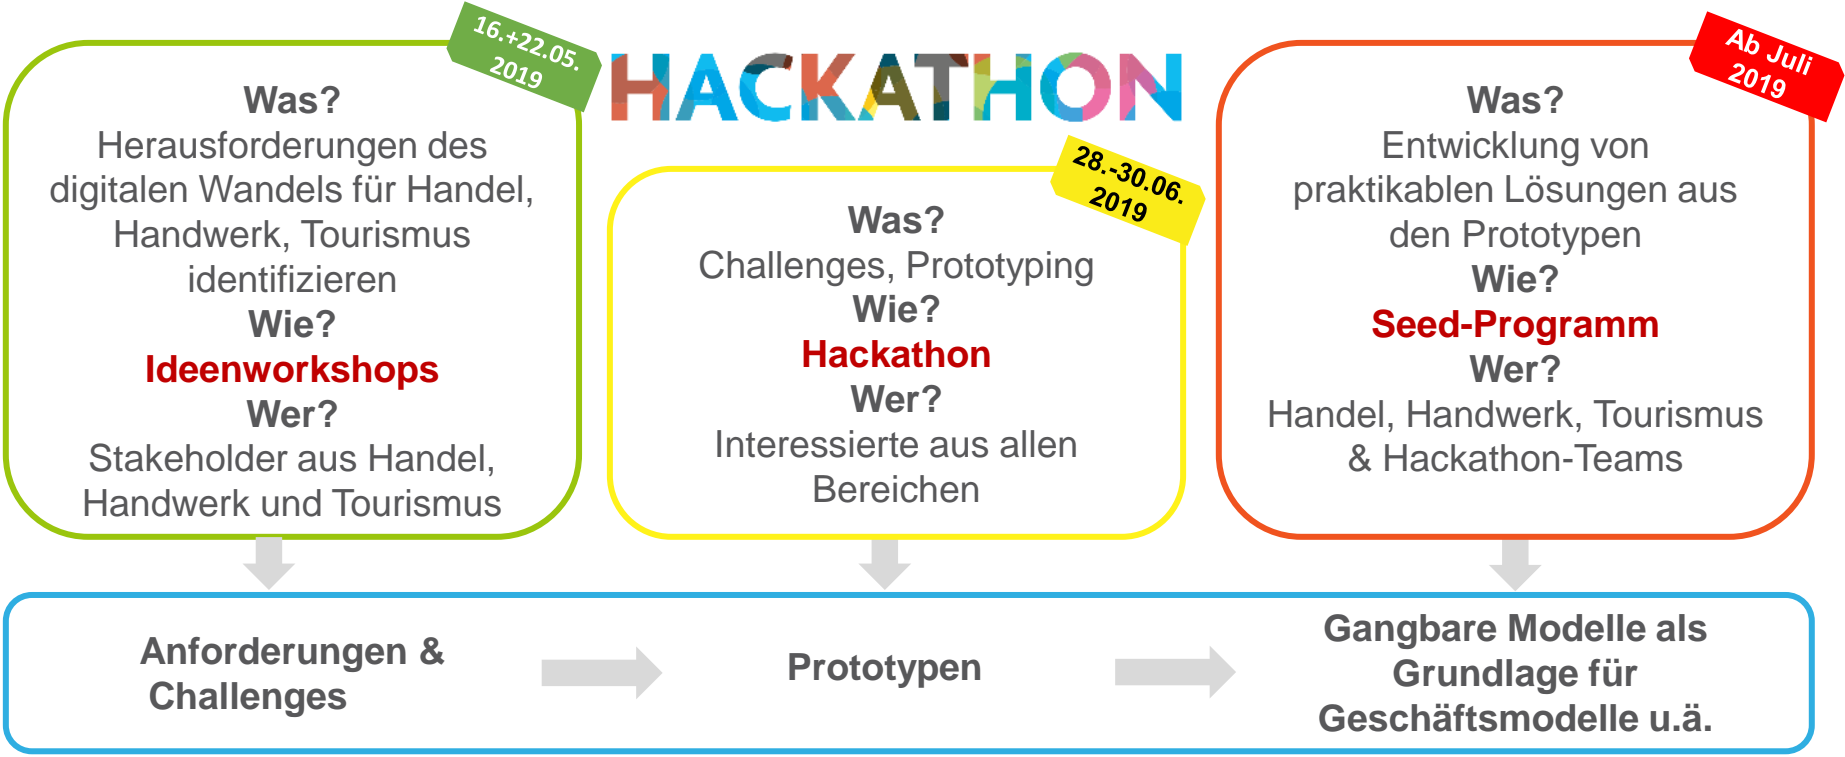 16.+22.05.
2019
Was?
Herausforderungen des
digitalen Wandels für Handel,
Handwerk, Tourismus
identifizieren
Wie?
Ideenworkshops
Wer?
Stakeholder aus Handel,
Handwerk und Tourismus
HACKATHON
28.-30.06.
2019
Was?
Challenges, Prototyping
Wie?
Hackathon
Wer?
Interessierte aus allen
Bereichen
Ab Juli
2019
Was?
Entwicklung von
praktikablen Lösungen aus
den Prototypen
Wie?
Seed-Programm
Wer?
Handel, Handwerk, Tourismus
& Hackathon-Teams
Anforderungen &
Challenges
Prototypen
Gangbare Modelle als
Grundlage für
Geschäftsmodelle u.ä.